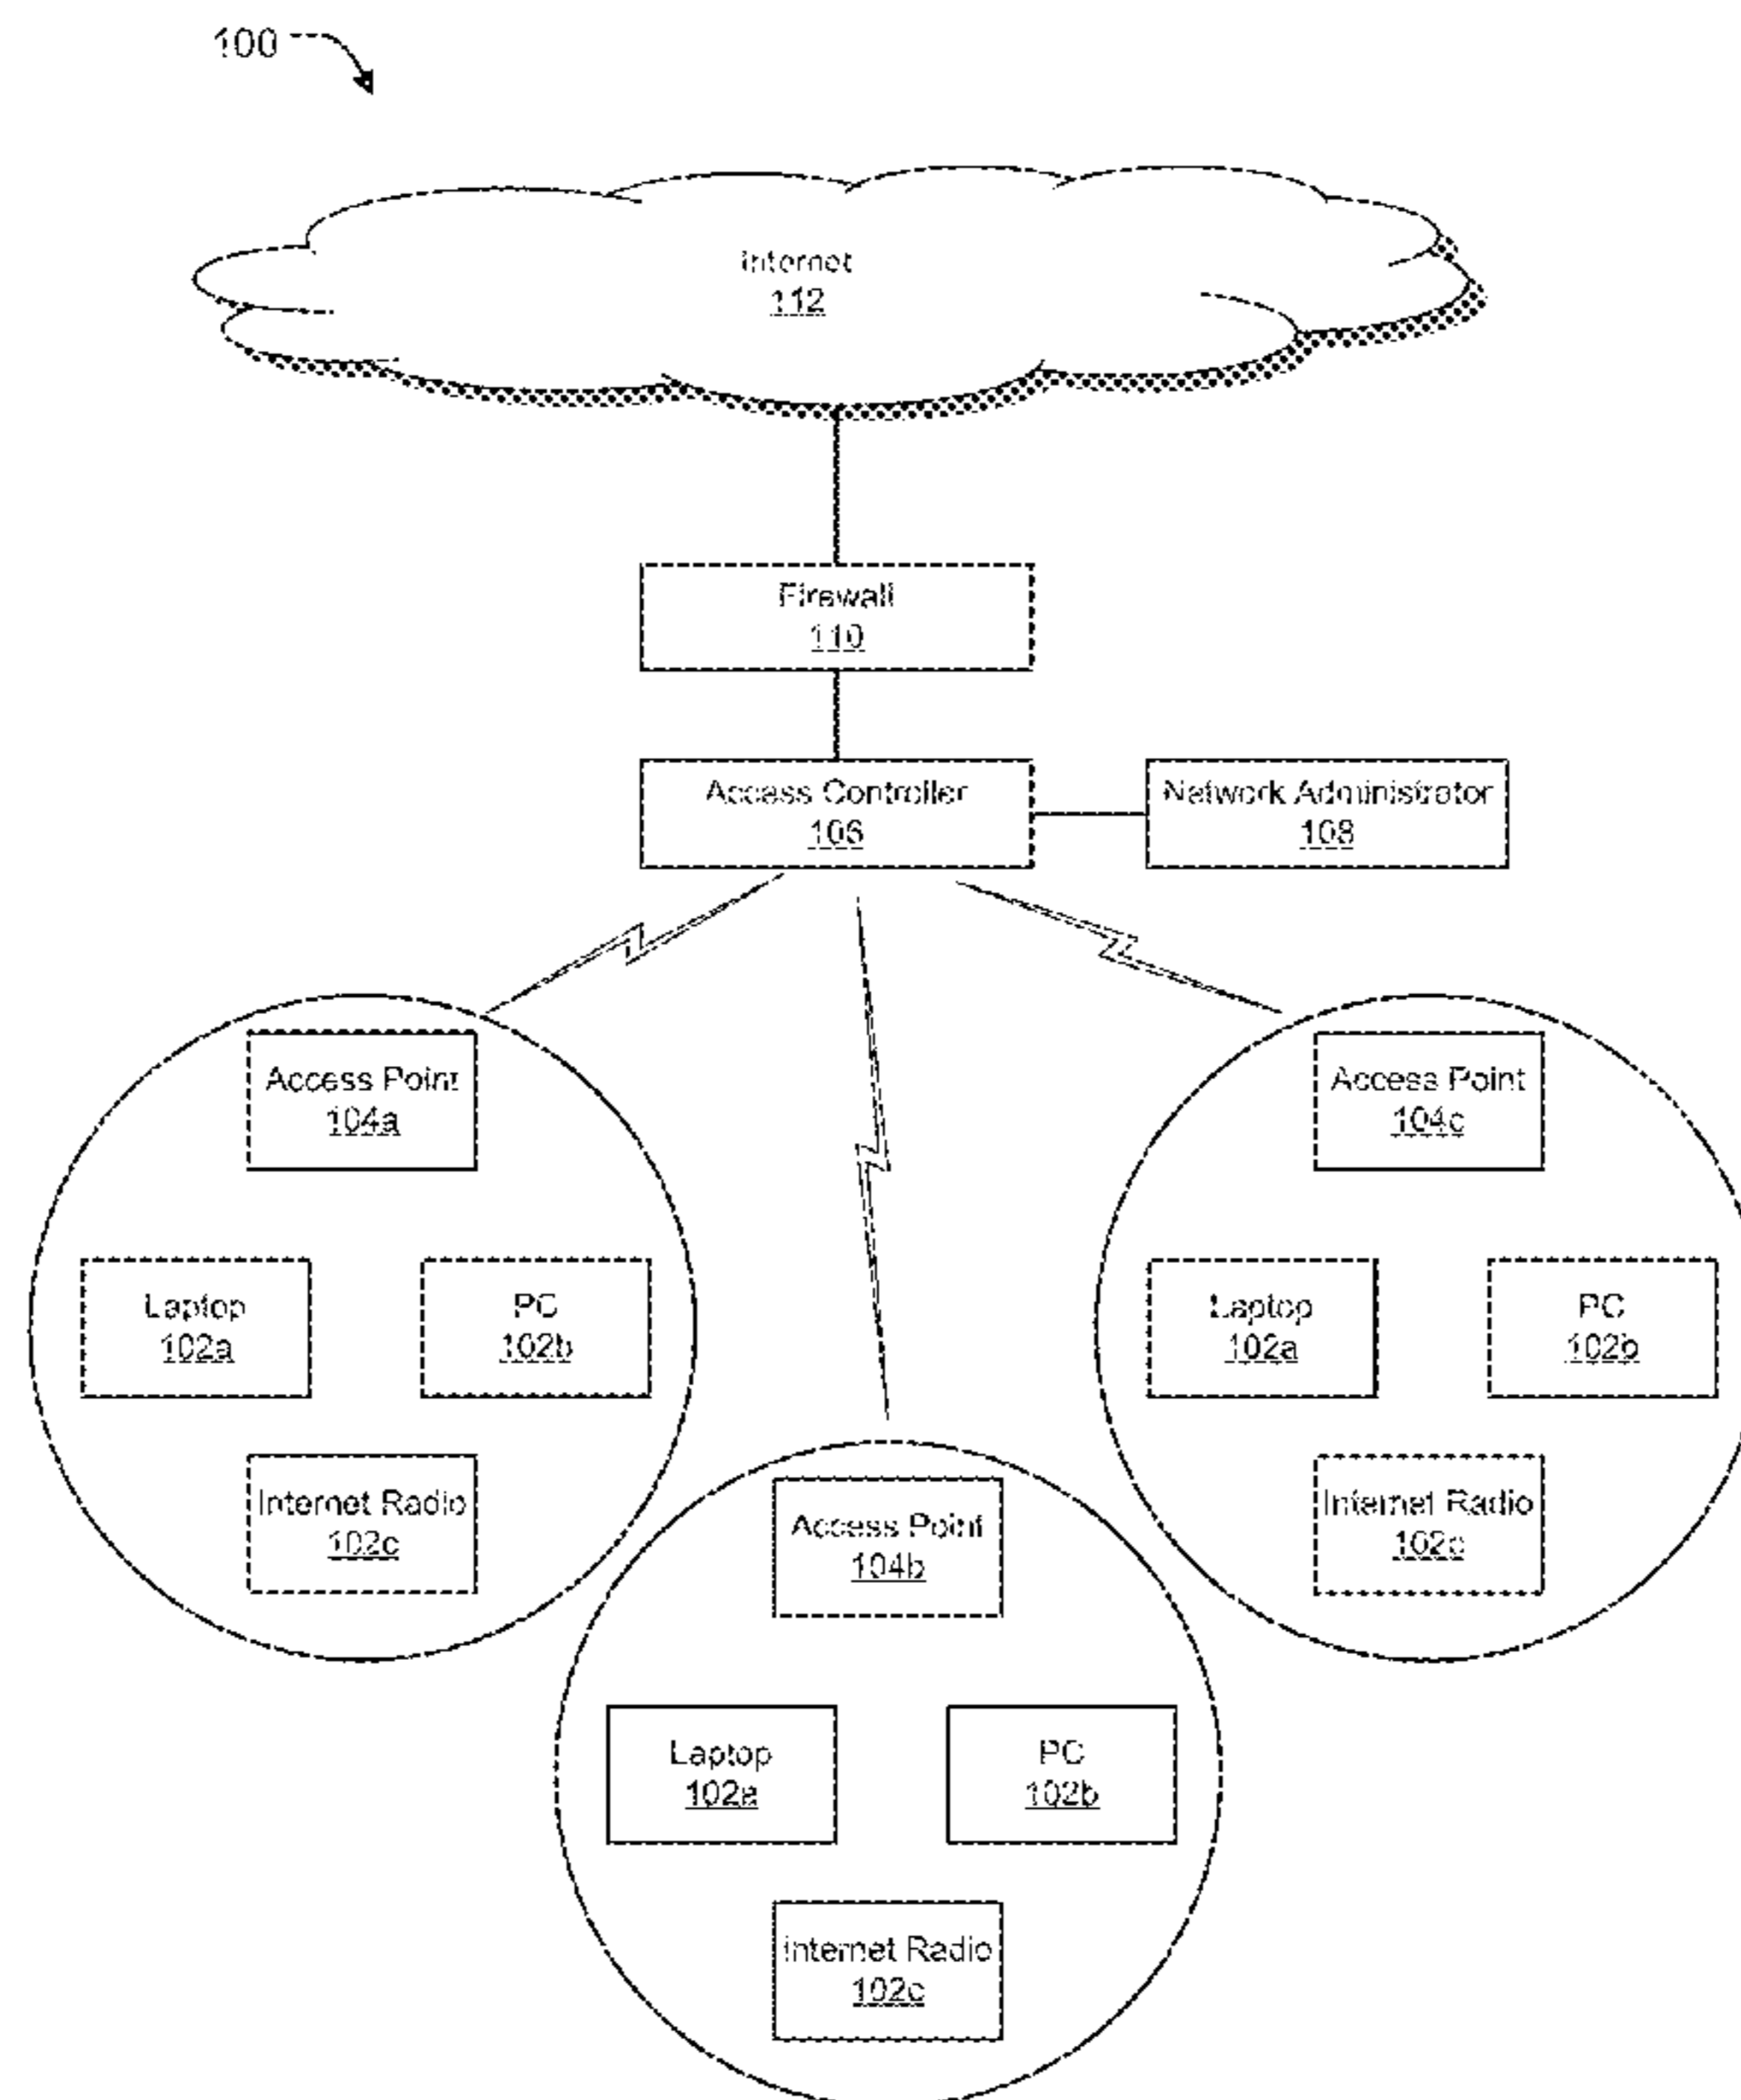 100
Internet
112
Firewall
110
Access Controller
106
Network Administrator
108
Access Point
104a
Access Point
104c
Laptop
102a
PC
102b
Laptop
102a
PC
102b
Internet Radio
102c
Internet Radio
102c
Access Point
104b
Laptop
102a
PC
102b
Internet Radio
102c